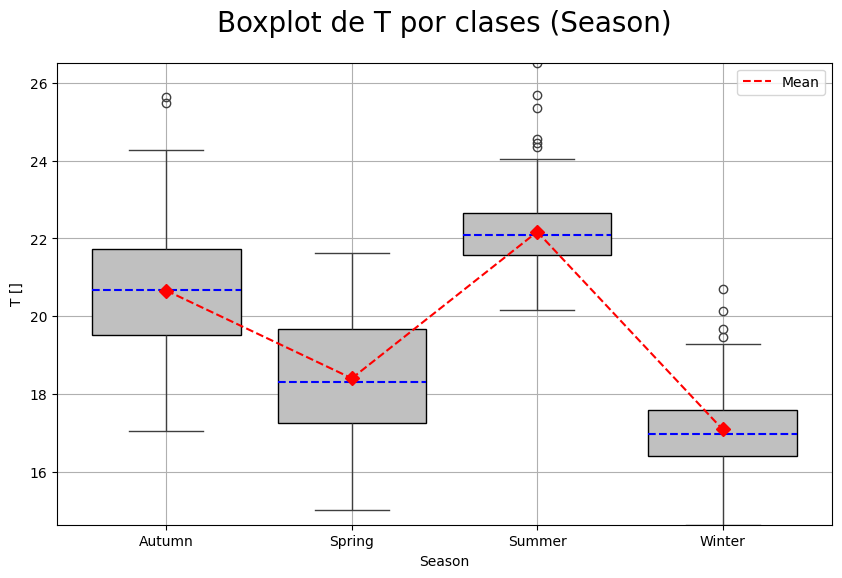 Boxplot de T por clases (Season)
Mean
26
24
22
20
18
16
T []
Autumn Spring Summer Winter
Season